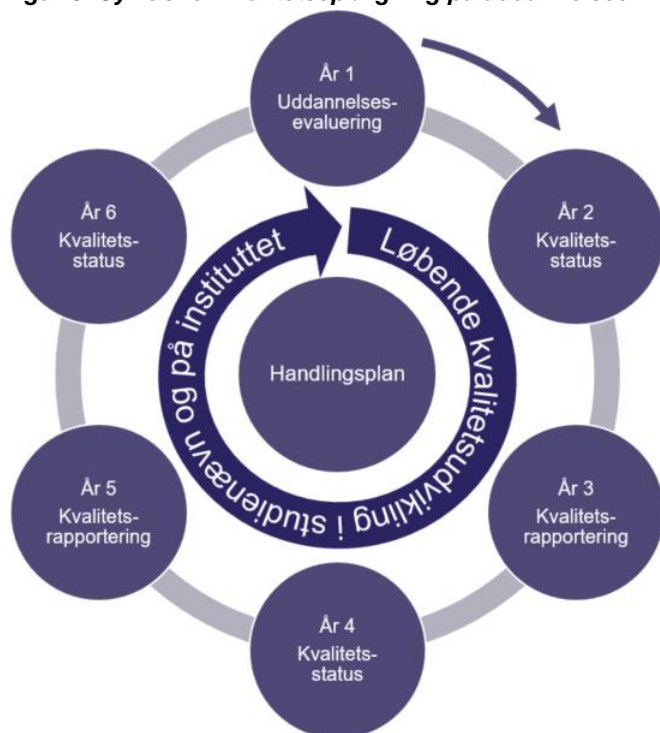 År 1
Uddannelses-
evaluering
År 2
Kvalitets-
status
År 3
Kvalitets-
rapportering
År 4
Kvalitets-
status
År 5
Kvalitets-
rapportering
År 6
Kvalitets-
status
Løbende kvalitetsudvikling i studienævn og på instituttet
Handlingsplan